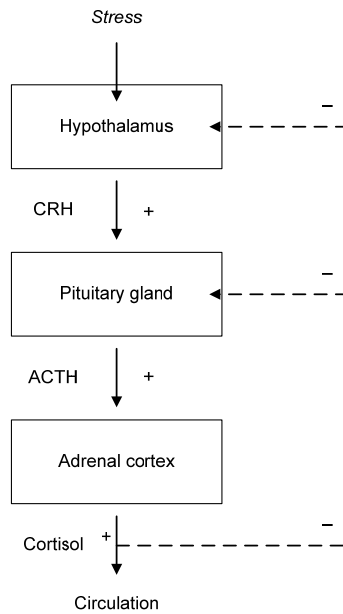 Stress
–
Hypothalamus
CRH +
–
Pituitary gland
ACTH +
Adrenal cortex
–
Cortisol +
Circulation